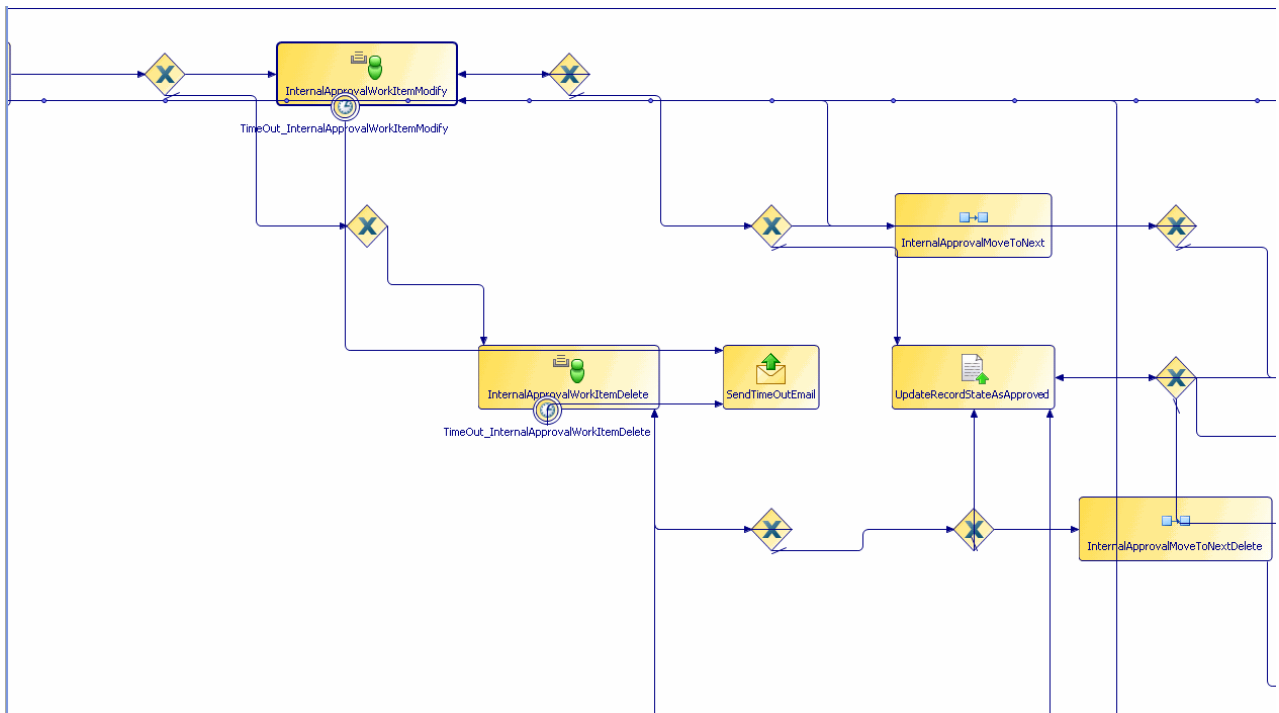 InternalApprovalWorkItemModify
TimeOut_InternalApprovalWorkItemModify
InternalApprovalMoveToNext
InternalApprovalWorkItemDelete
SendTimeOutEmail
UpdateRecordStateAsApproved
TimeOut_InternalApprovalWorkItemDelete
InternalApprovalMoveToNextDelete